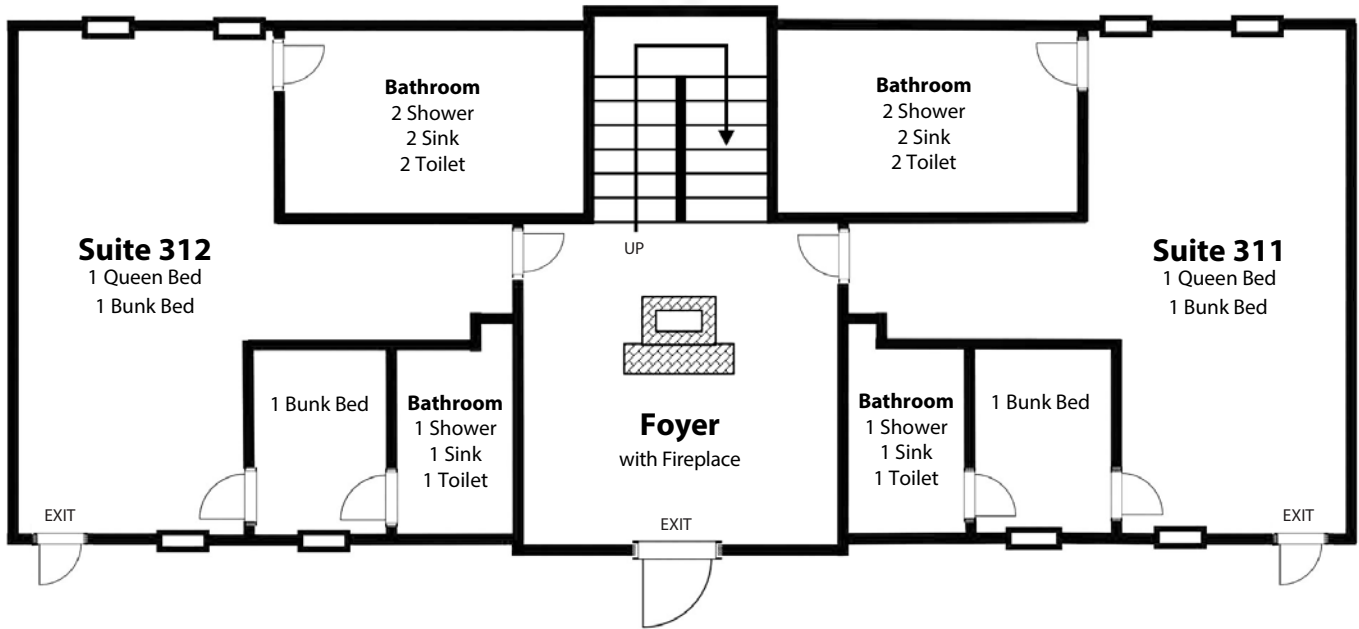 Bathroom
2 Shower
2 Sink
2 Toilet
Bathroom
2 Shower
2 Sink
2 Toilet
Suite 312
1 Queen Bed
1 Bunk Bed
UP
Suite 311
1 Queen Bed
1 Bunk Bed
1 Bunk Bed
Bathroom
1 Shower
1 Sink
1 Toilet
Foyer
with Fireplace
Bathroom
1 Shower
1 Sink
1 Toilet
1 Bunk Bed
EXIT
EXIT
EXIT